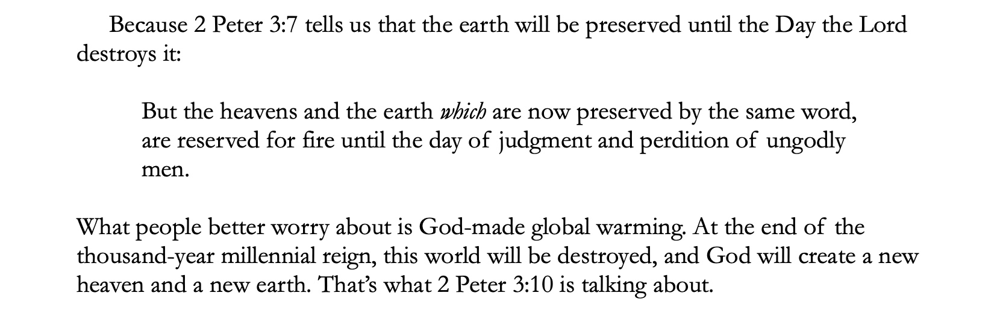 Because 2 Peter 3:7 tells us that the earth will be preserved until the Day the Lord
destroys it:
But the heavens and the earth which are now preserved by the same word,
are reserved for fire until the day of judgment and perdition of ungodly
men.
What people better worry about is God-made global warming. At the end of the
thousand-year millennial reign, this world will be destroyed, and God will create a new
heaven and a new earth. That’s what 2 Peter 3:10 is talking about.